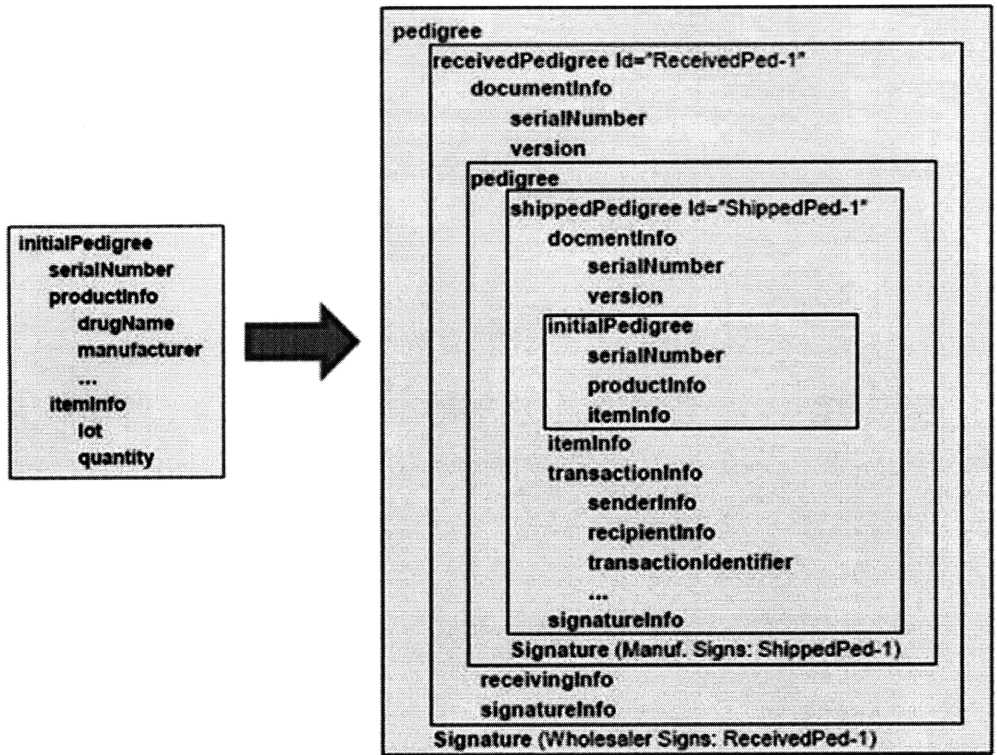 initialPedigree
serialNumber
productInfo
drugName
manufacturer
...
itemInfo
lot
quantity
pedigree
receivedPedigree Id="ReceivedPed-1"
documentInfo
serialNumber
version
pedigree
shippedPedigree Id="ShippedPed-1"
docmentInfo
serialNumber
version
initialPedigree
serialNumber
productInfo
itemInfo
itemInfo
transactionInfo
senderInfo
recipientInfo
transactionIdentifier
...
signatureInfo
Signature (Manuf. Signs: ShippedPed-1)
receivingInfo
signatureInfo
Signature (Wholesaler Signs: ReceivedPed-1)